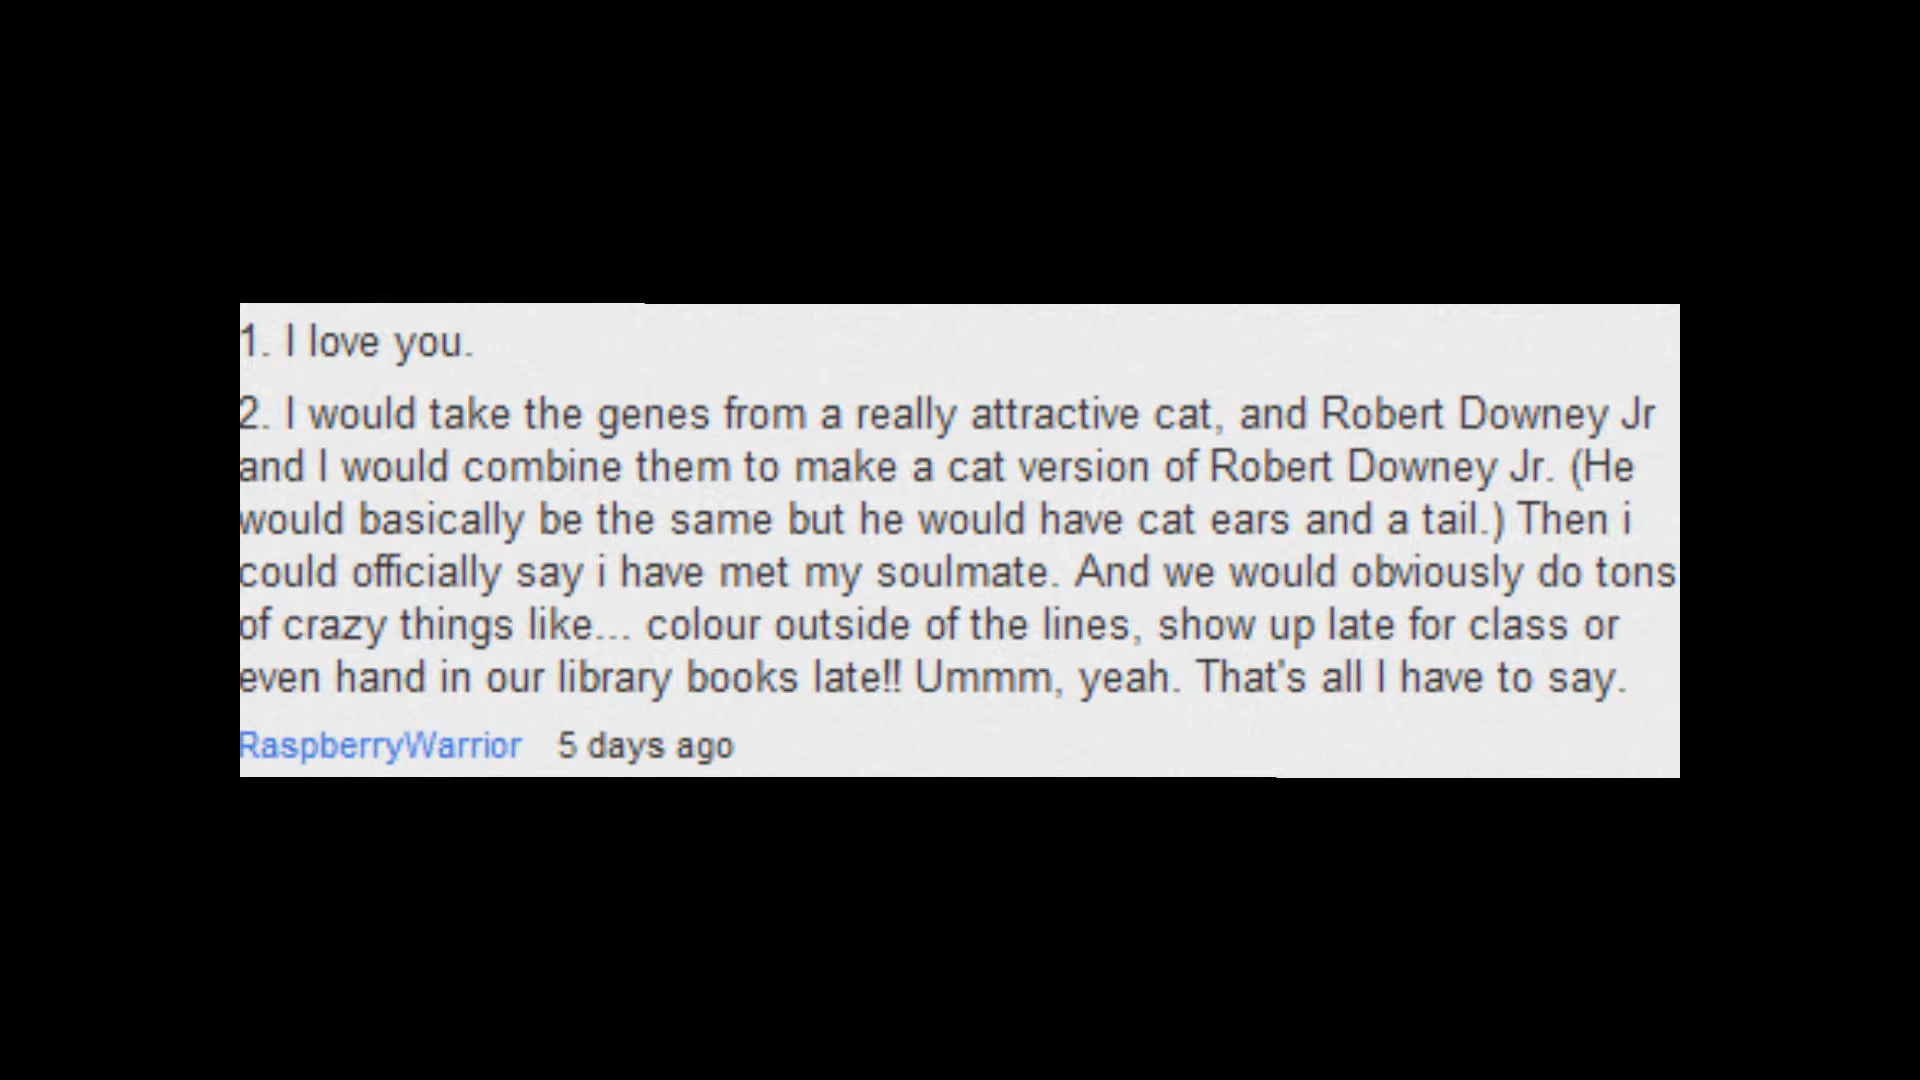 1. I love you.
2. I would take the genes from a really attractive cat, and Robert Downey Jr
and I would combine them to make a cat version of Robert Downey Jr. (He
would basically be the same but he would have cat ears and a tail.) Then i
could officially say i have met my soulmate. And we would obviously do tons
of crazy things like... colour outside of the lines, show up late for class or
even hand in our library books late!! Ummm, yeah. That's all I have to say.
RaspberryWarrior 5 days ago